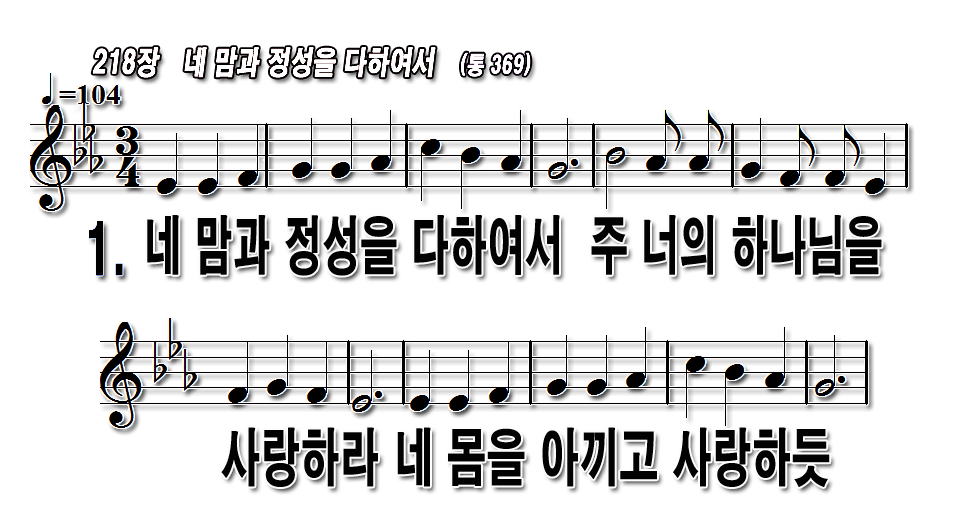 218장 네 맘과 정성을 다하여서 (통 369)
♩=104
3
4
1. 네 맘과 정성을 다하여서 주 너의 하나님을
사랑하라 네 몸을 아끼고 사랑하듯